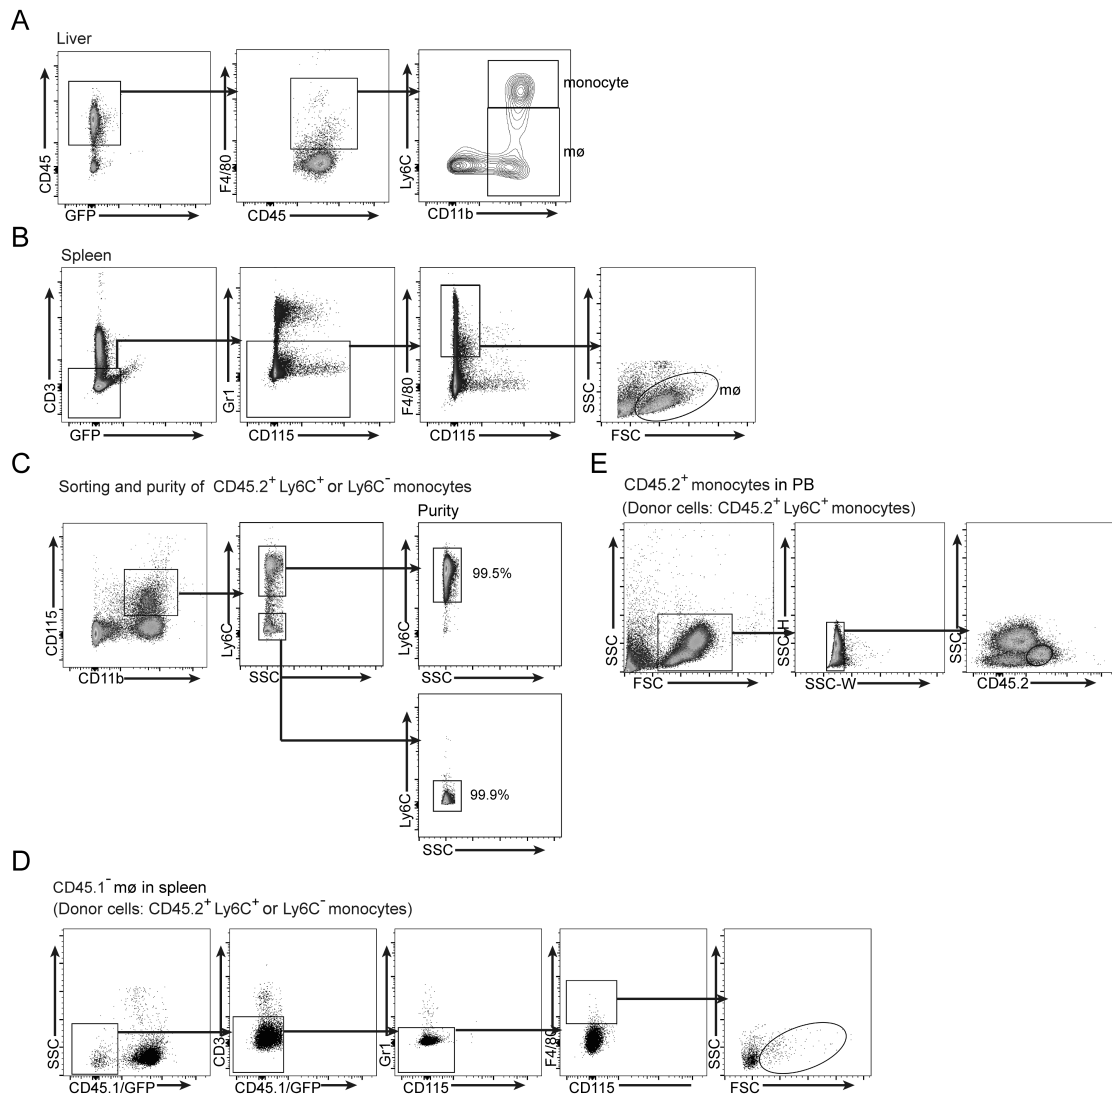 A
Liver
CD45
GFP
F4/80
CD45
Ly6C
CD11b
monocyte
mø
B
Spleen
CD3
GFP
Gr1
CD115
F4/80
CD115
SSC
FSC
mø
C
Sorting and purity of CD45.2+ Ly6C+ or Ly6C- monocytes
Purity
CD115
CD11b
Ly6C
SSC
Ly6C
SSC
99.5%
Ly6C
SSC
99.9%
E
CD45.2+ monocytes in PB
(Donor cells: CD45.2+ Ly6C+ monocytes)
SSC
FSC
SSC-H
SSC-W
SSC
CD45.2
D
CD45.1- mø in spleen
(Donor cells: CD45.2+ Ly6C+ or Ly6C- monocytes)
SSC
CD45.1/GFP
CD3
CD45.1/GFP
Gr1
CD115
F4/80
CD115
SSC
FSC